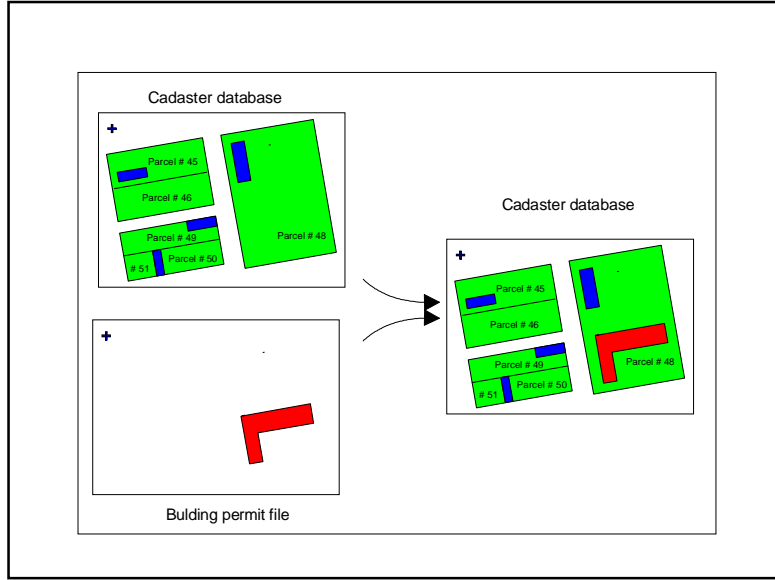 Cadaster database
Parcel # 45
Parcel # 46
Parcel # 48
Parcel # 49
Parcel # 50
# 51
Bulding permit file
Cadaster database
Parcel # 45
Parcel # 46
Parcel # 48
Parcel # 49
Parcel # 50
# 51